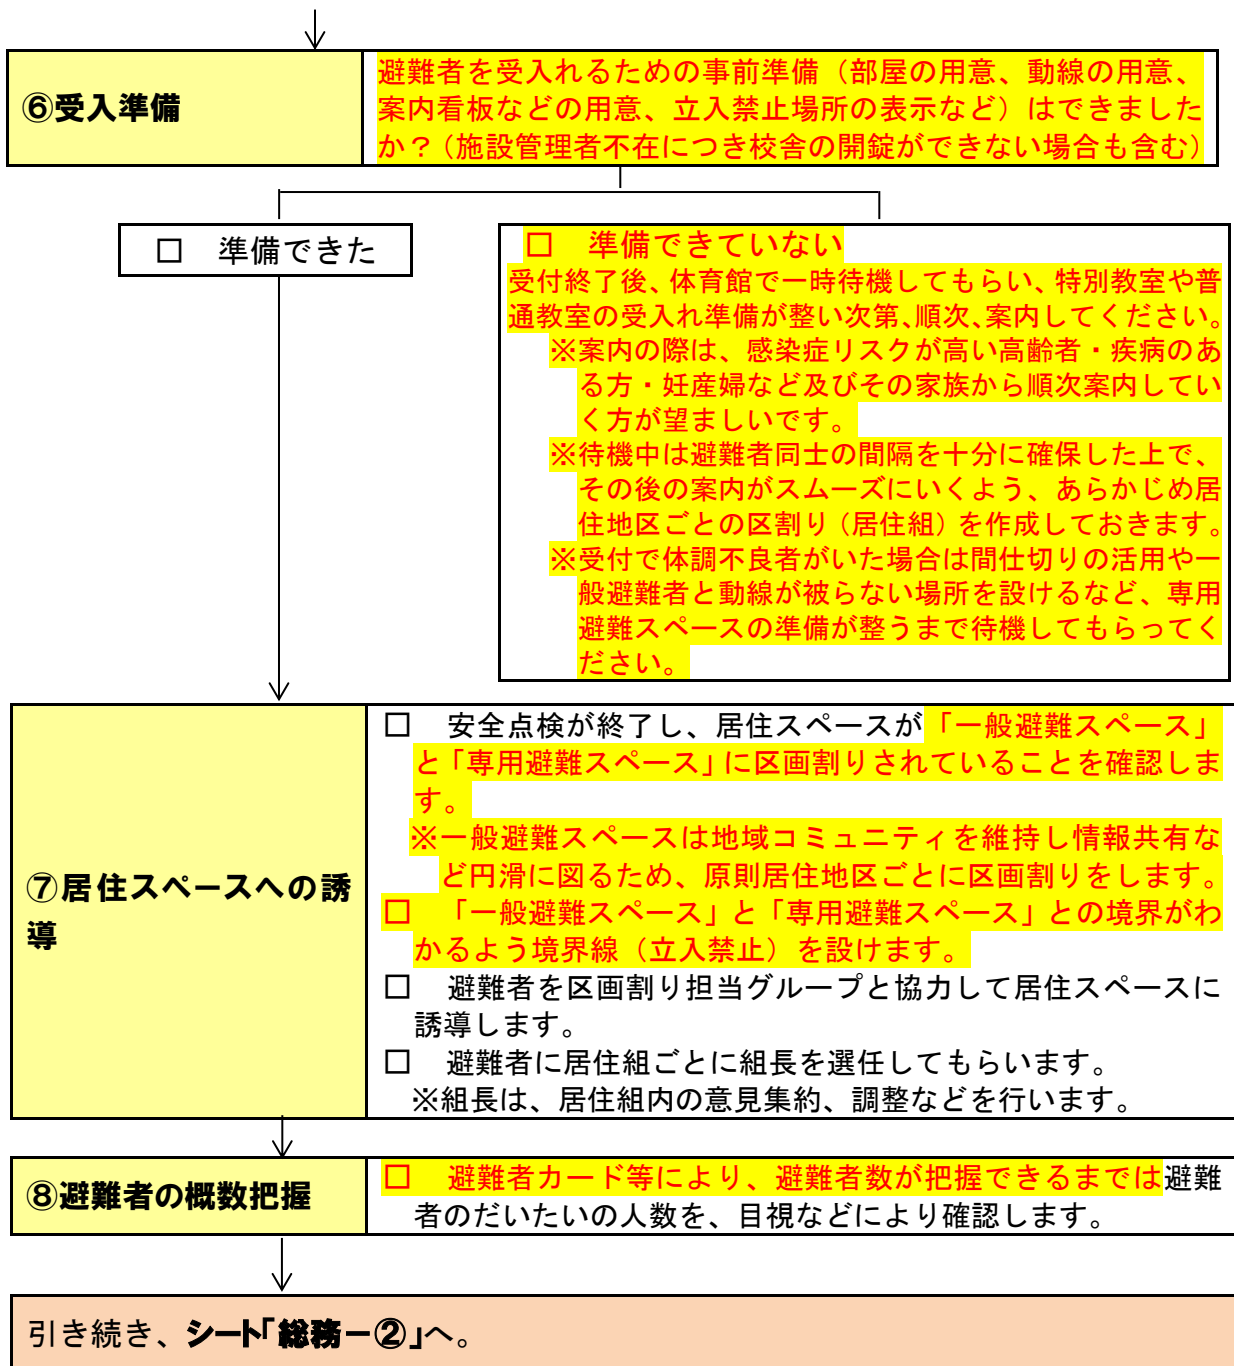 ⑥受入準備
避難者を受入れるための事前準備（部屋の用意、動線の用意、
案内看板などの用意、立入禁止場所の表示など）はできました
か？（施設管理者不在につき校舎の開錠ができない場合も含む）
□　準備できた
□　準備できていない
受付終了後、体育館で一時待機してもらい、特別教室や普
通教室の受入れ準備が整い次第、順次、案内してください。
※案内の際は、感染症リスクが高い高齢者・疾病のあ
る方・妊産婦など及びその家族から順次案内してい
く方が望ましいです。
※待機中は避難者同士の間隔を十分に確保した上で、
その後の案内がスムーズにいくよう、あらかじめ居
住地区ごとの区割り（居住組）を作成しておきます。
※受付で体調不良者がいた場合は間仕切りの活用や一
般避難者と動線が被らない場所を設けるなど、専用
避難スペースの準備が整うまで待機してもらってく
ださい。
⑦居住スペースへの誘
導
□　安全点検が終了し、居住スペースが「一般避難スペース」
と「専用避難スペース」に区画割りされていることを確認しま
す。
※一般避難スペースは地域コミュニティを維持し情報共有な
ど円滑に図るため、原則居住地区ごとに区画割りをします。
□　「一般避難スペース」と「専用避難スペース」との境界がわ
かるよう境界線（立入禁止）を設けます。
□　避難者を区画割り担当グループと協力して居住スペースに
誘導します。
□　避難者に居住組ごとに組長を選任してもらいます。
※組長は、居住組内の意見集約、調整などを行います。
⑧避難者の概数把握
□　避難者カード等により、避難者数が把握できるまでは避難
者のだいたいの人数を、目視などにより確認します。
引き続き、シート「総務－②」へ。